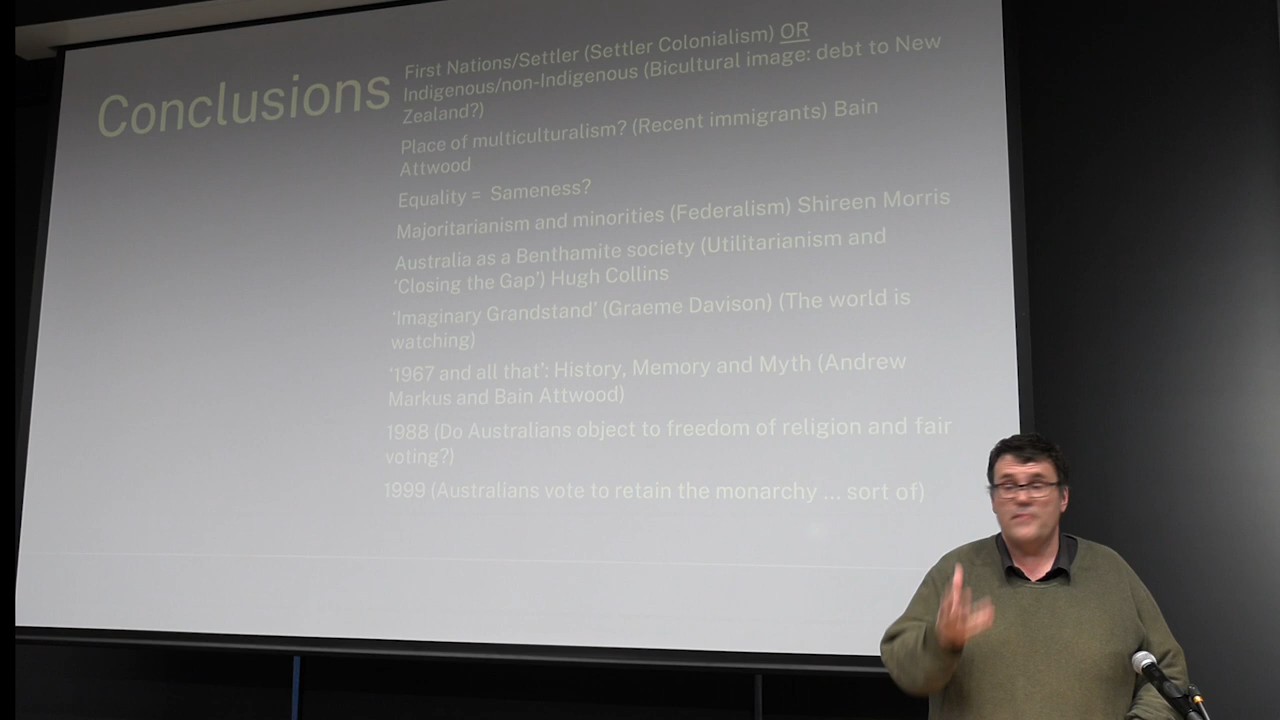 Conclusions
First Nations/Settler (Settler Colonialism) OR
Indigenous/non-Indigenous (Bicultural image: debt to New
Zealand?)
Place of multiculturalism? (Recent immigrants) Bain
Attwood
Equality = Sameness?
Majoritarianism and minorities (Federalism) Shireen Morris
Australia as a Benthamite society (Utilitarianism and
‘Closing the Gap’) Hugh Collins
‘Imaginary Grandstand’ (Graeme Davison) (The world is
watching)
‘1967 and all that’: History, Memory and Myth (Andrew
Markus and Bain Attwood)
1988 (Do Australians object to freedom of religion and fair
voting?)
1999 (Australians vote to retain the monarchy ... sort of)